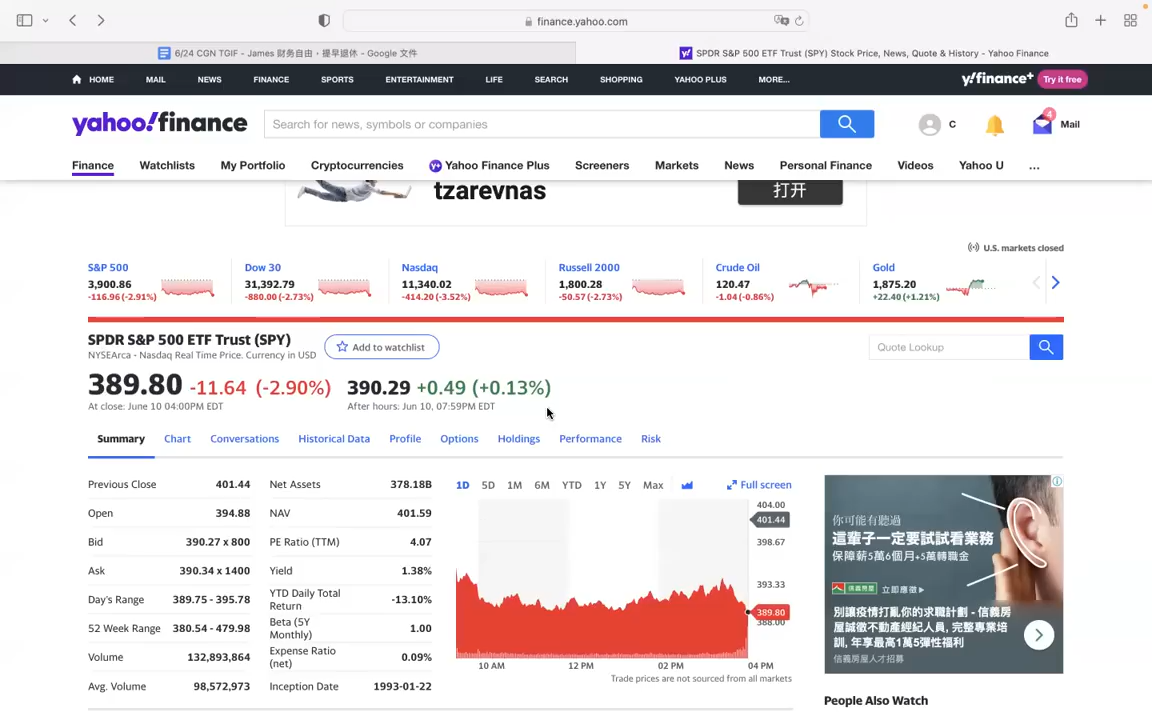 finance.yahoo.com
6/24 CGN TGIF - James 财务自由，提早退休 - Google 文件
SPDR S&P 500 ETF Trust (SPY) Stock Price, News, Quote & History - Yahoo Finance
HOME MAIL NEWS FINANCE SPORTS ENTERTAINMENT LIFE SEARCH SHOPPING YAHOO PLUS MORE...
y!finance+ Try it free
yahoo!finance
Search for news, symbols or companies
C
4
Mail
Finance Watchlists My Portfolio Cryptocurrencies Yahoo Finance Plus Screeners Markets News Personal Finance Videos Yahoo U ...
tzarevnas
打开
U.S. markets closed
S&P 500 Dow 30 Nasdaq Russell 2000 Crude Oil Gold
3,900.86 31,392.79 11,340.02 1,800.28 120.47 1,875.20
-116.96 (-2.91%) -880.00 (-2.73%) -414.20 (-3.52%) -50.57 (-2.73%) -1.04 (-0.86%) +22.40 (+1.21%)
SPDR S&P 500 ETF Trust (SPY)
NYSEArca - Nasdaq Real Time Price. Currency in USD
Add to watchlist
Quote Lookup
389.80 -11.64 (-2.90%) 390.29 +0.49 (+0.13%)
At close: June 10 04:00PM EDT After hours: Jun 10, 07:59PM EDT
Summary Chart Conversations Historical Data Profile Options Holdings Performance Risk
Previous Close 401.44 Net Assets 378.18B
Open 394.88 NAV 401.59
Bid 390.27 x 800 PE Ratio (TTM) 4.07
Ask 390.34 x 1400 Yield 1.38%
Day's Range 389.75 - 395.78 YTD Daily Total Return -13.10%
52 Week Range 380.54 - 479.98 Beta (5Y Monthly) 1.00
Volume 132,893,864 Expense Ratio (net) 0.09%
Avg. Volume 98,572,973 Inception Date 1993-01-22
1D 5D 1M 6M YTD 1Y 5Y Max Full screen
404.00
401.44
398.67
393.33
389.80
388.00
10 AM 12 PM 02 PM 04 PM
Trade prices are not sourced from all markets
你可能有聽過
這輩子一定要試試看業務
保障薪5萬6個月+5萬轉職金
信義房屋 立即應徵
別讓疫情打亂你的求職計劃 - 信義房
屋誠徵不動產經紀人員, 完整專業培
訓, 年享最高1萬5彈性福利
信義房屋人才招募
People Also Watch